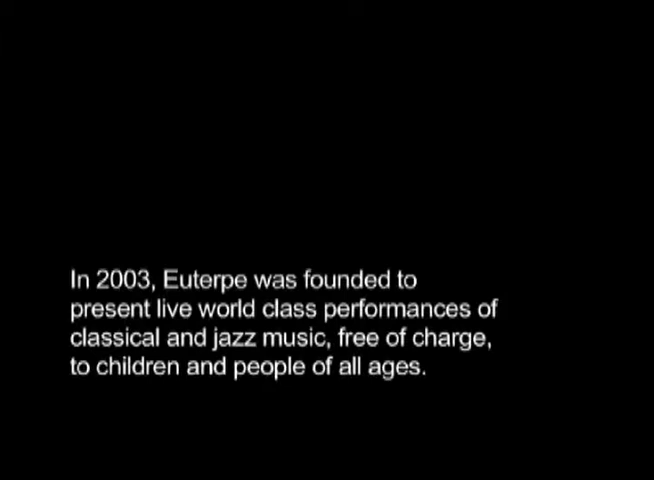 In 2003, Euterpe was founded to
present live world class performances of
classical and jazz music, free of charge,
to children and people of all ages.